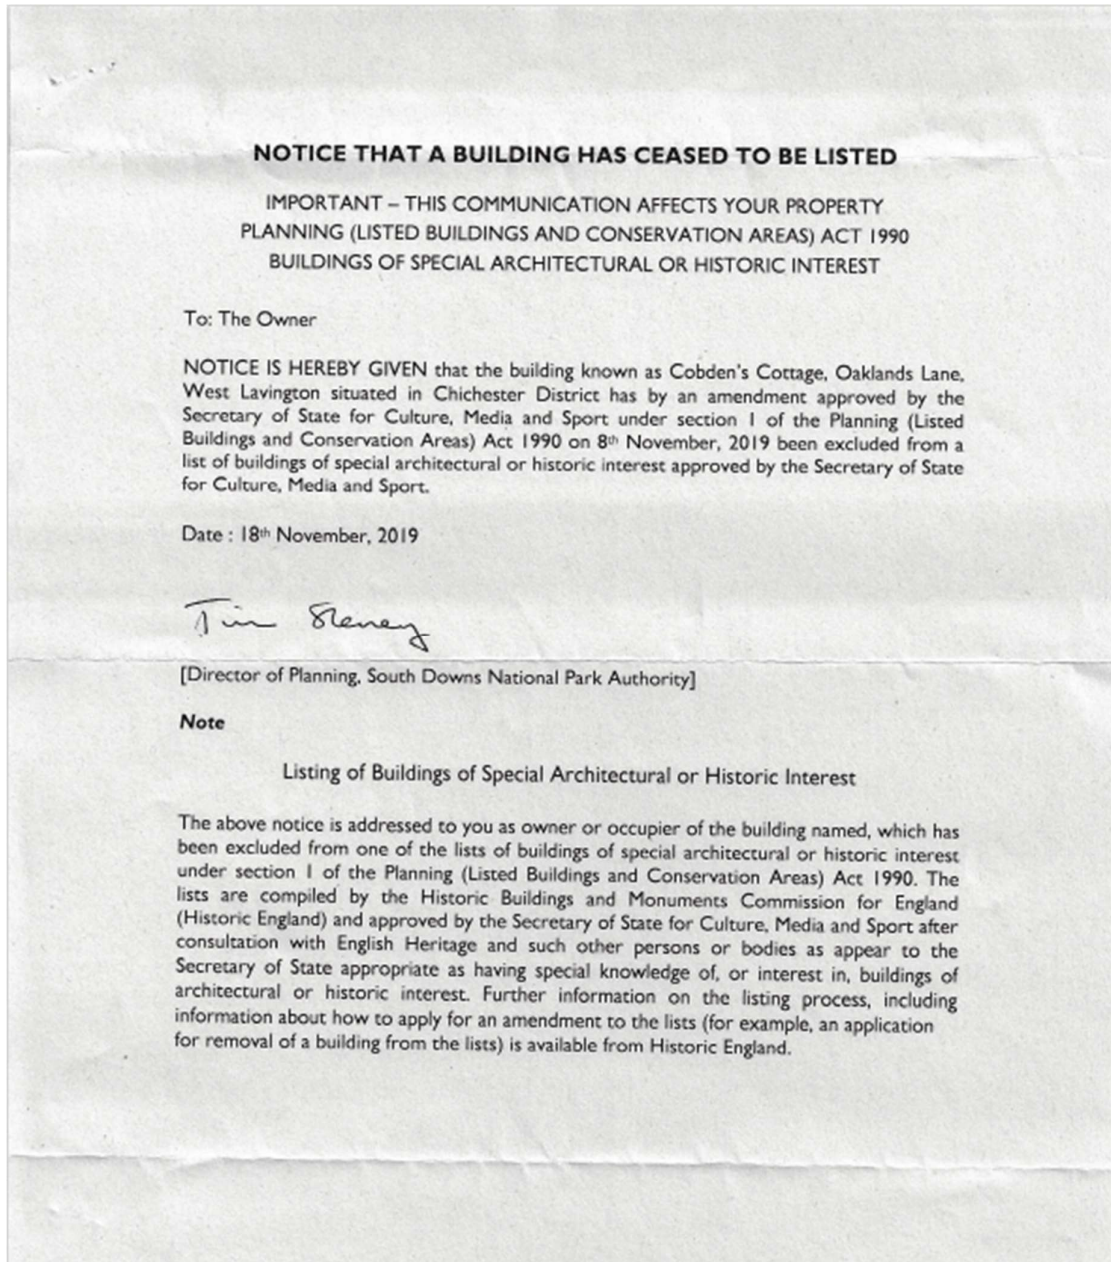 NOTICE THAT A BUILDING HAS CEASED TO BE LISTED
IMPORTANT – THIS COMMUNICATION AFFECTS YOUR PROPERTY
PLANNING (LISTED BUILDINGS AND CONSERVATION AREAS) ACT 1990
BUILDINGS OF SPECIAL ARCHITECTURAL OR HISTORIC INTEREST
To: The Owner
NOTICE IS HEREBY GIVEN that the building known as Cobden's Cottage, Oaklands Lane,
West Lavington situated in Chichester District has by an amendment approved by the
Secretary of State for Culture, Media and Sport under section 1 of the Planning (Listed
Buildings and Conservation Areas) Act 1990 on 8th November, 2019 been excluded from a
list of buildings of special architectural or historic interest approved by the Secretary of State
for Culture, Media and Sport.
Date : 18th November, 2019
Tim
[Director of Planning, South Downs National Park Authority]
Note
Listing of Buildings of Special Architectural or Historic Interest
The above notice is addressed to you as owner or occupier of the building named, which has
been excluded from one of the lists of buildings of special architectural or historic interest
under section 1 of the Planning (Listed Buildings and Conservation Areas) Act 1990. The
lists are compiled by the Historic Buildings and Monuments Commission for England
(Historic England) and approved by the Secretary of State for Culture, Media and Sport after
consultation with English Heritage and such other persons or bodies as appear to the
Secretary of State appropriate as having special knowledge of, or interest in, buildings of
architectural or historic interest. Further information on the listing process, including
information about how to apply for an amendment to the lists (for example, an application
for removal of a building from the lists) is available from Historic England.